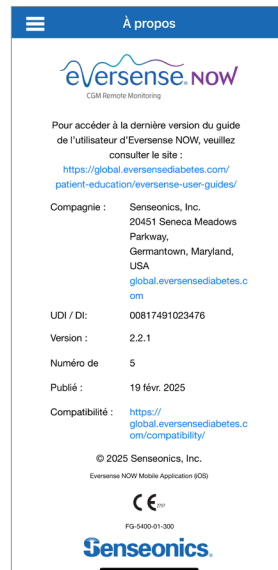 À propos
eversense. NOW
CGM Remote Monitoring
Pour accéder à la dernière version du guide
de l'utilisateur d'Eversense NOW, veuillez
consulter le site :
https://global.eversensediabetes.com/
patient-education/eversense-user-guides/
Compagnie : Senseonics, Inc.
20451 Seneca Meadows
Parkway,
Germantown, Maryland,
USA
global.eversensediabetes.c
om
UDI / DI: 00817491023476
Version : 2.2.1
Numéro de 5
Publié : 19 févr. 2025
Compatibilité : https://
global.eversensediabetes.c
om/compatibility/
© 2025 Senseonics, Inc.
Eversense NOW Mobile Application (iOS)
CE 2797
FG-5400-01-300
Senseonics.